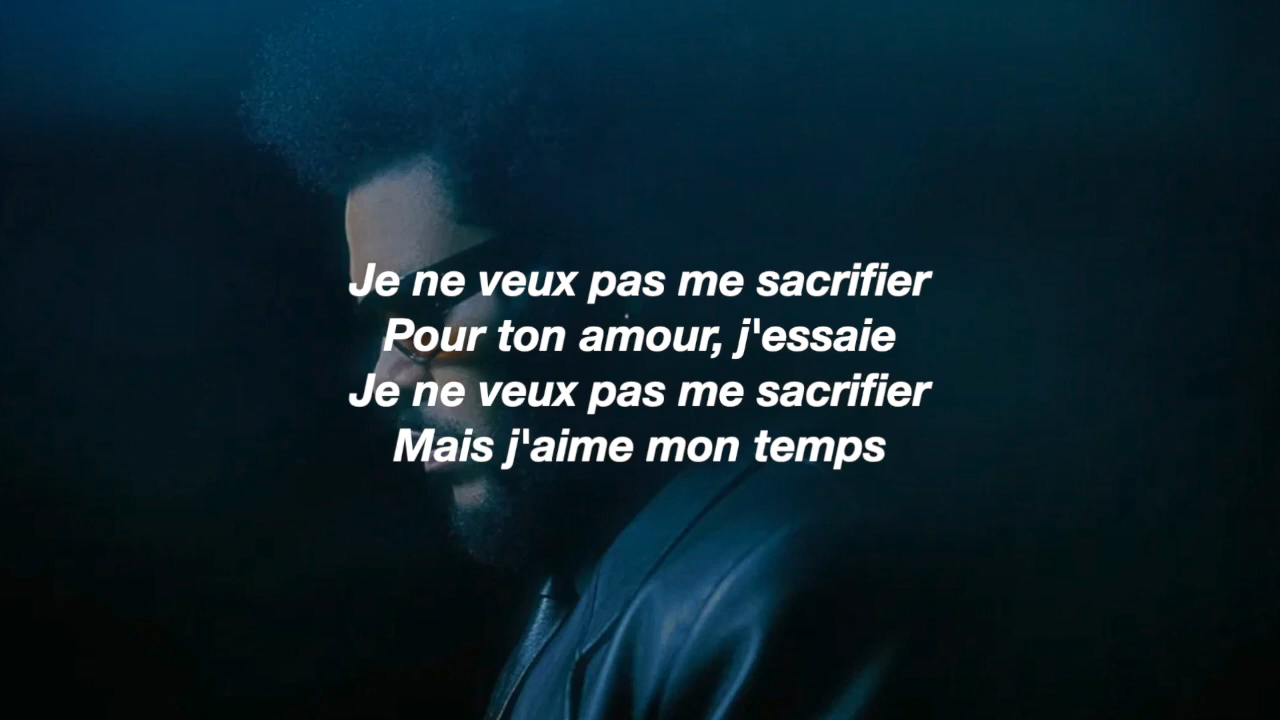 Je ne veux pas me sacrifier
Pour ton amour, j'essaie
Je ne veux pas me sacrifier
Mais j'aime mon temps